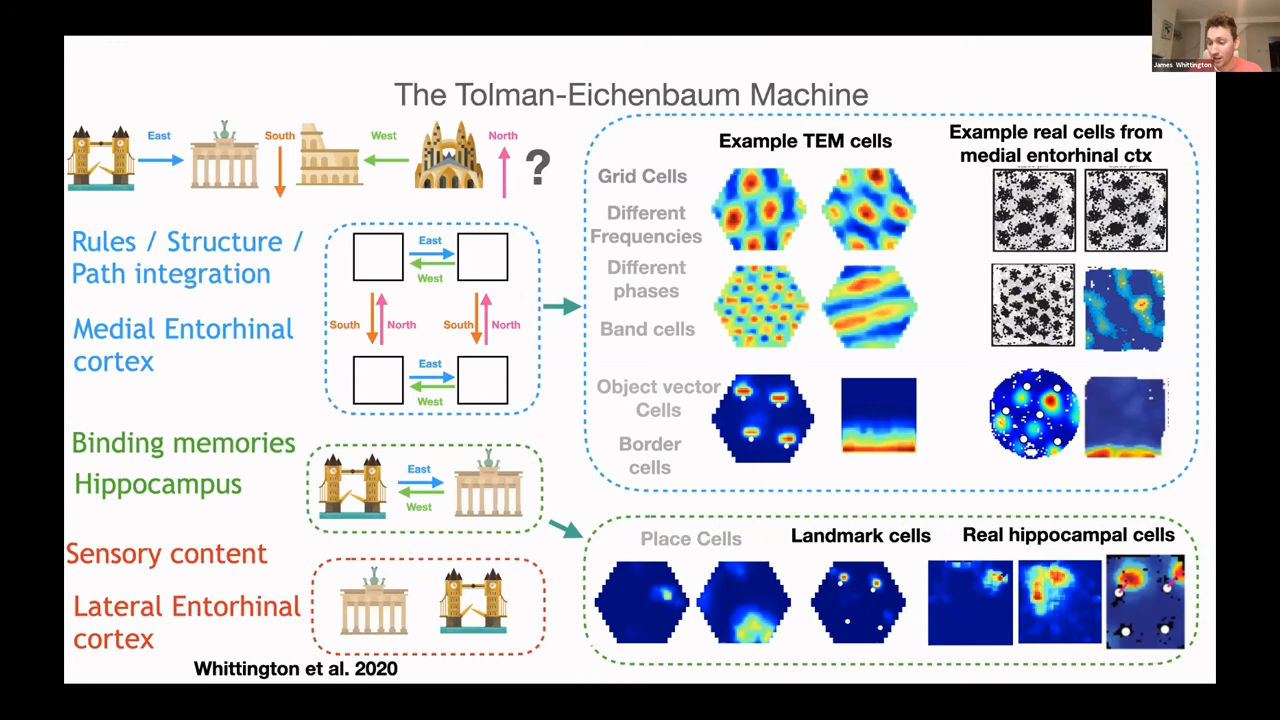 James Whittington
The Tolman-Eichenbaum Machine
East
South
West
North
?
Rules / Structure /
Path integration
Medial Entorhinal
cortex
East
West
South
North
South
North
East
West
Binding memories
Hippocampus
East
West
Sensory content
Lateral Entorhinal
cortex
Whittington et al. 2020
Example TEM cells
Example real cells from
medial entorhinal ctx
Grid Cells
Different
Frequencies
Different
phases
Band cells
Object vector
Cells
Border
cells
Place Cells
Landmark cells
Real hippocampal cells